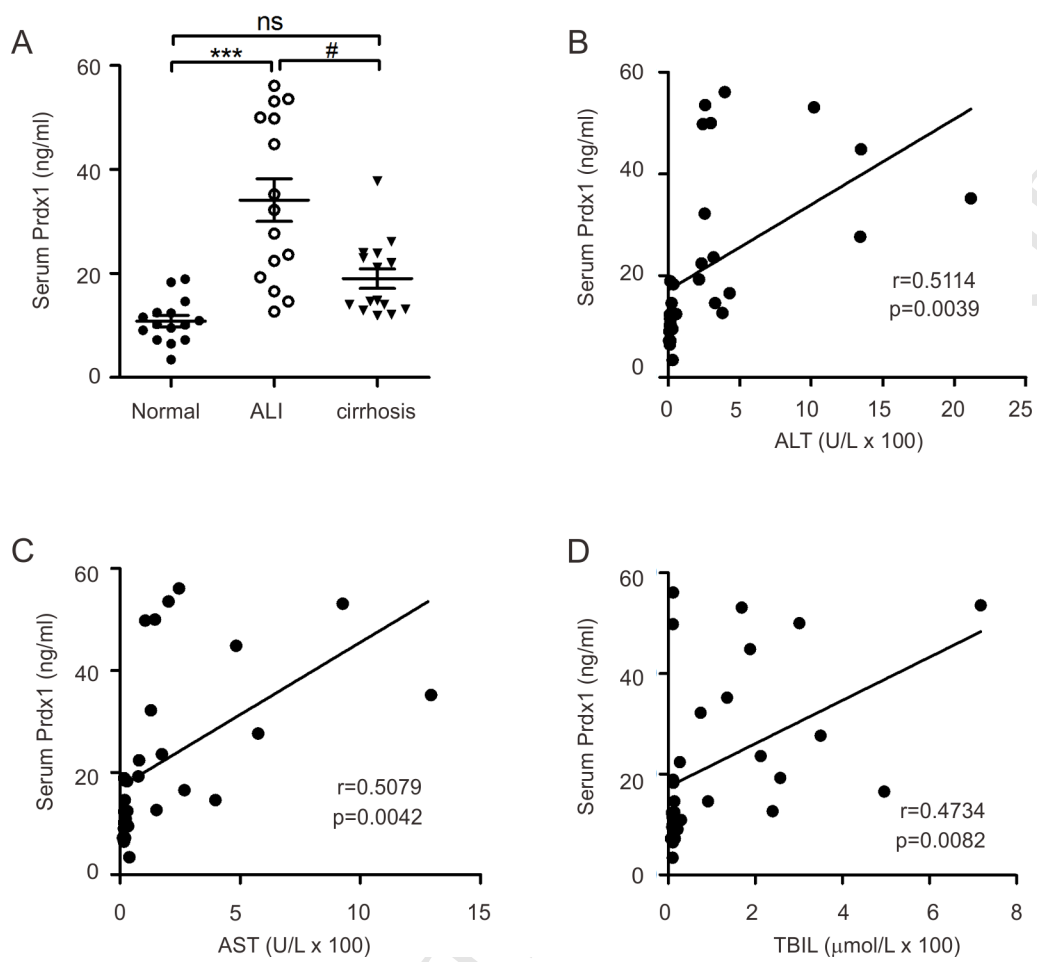 A
ns
***
#
60
40
20
0
Serum Prdx1 (ng/ml)
Normal
ALI
cirrhosis
B
60
40
20
0
Serum Prdx1 (ng/ml)
r=0.5114
p=0.0039
0
5
10
15
20
25
ALT (U/L x 100)
C
60
40
20
0
Serum Prdx1 (ng/ml)
r=0.5079
p=0.0042
0
5
10
15
AST (U/L x 100)
D
60
40
20
0
Serum Prdx1 (ng/ml)
r=0.4734
p=0.0082
0
2
4
6
8
TBIL (μmol/L x 100)